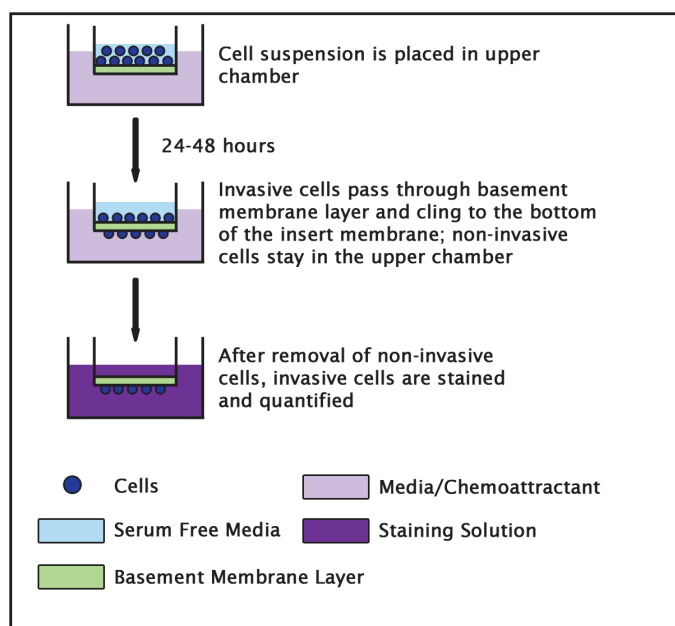 Cell suspension is placed in upper
chamber
24-48 hours
Invasive cells pass through basement
membrane layer and cling to the bottom
of the insert membrane; non-invasive
cells stay in the upper chamber
After removal of non-invasive
cells, invasive cells are stained
and quantified
Cells
Media/Chemoattractant
Serum Free Media
Staining Solution
Basement Membrane Layer